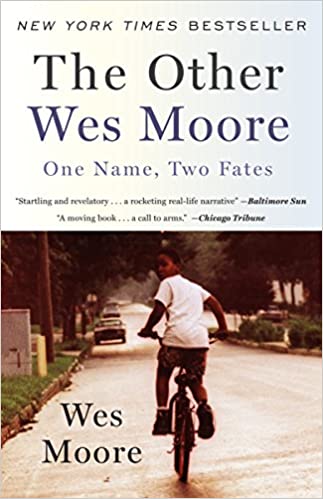 NEW YORK TIMES BESTSELLER
The Other
Wes Moore
One Name, Two Fates
“Startling and revelatory . . . a rocketing real-life narrative” —Baltimore Sun
“A moving book . . . a call to arms.” —Chicago Tribune
Wes
Moore